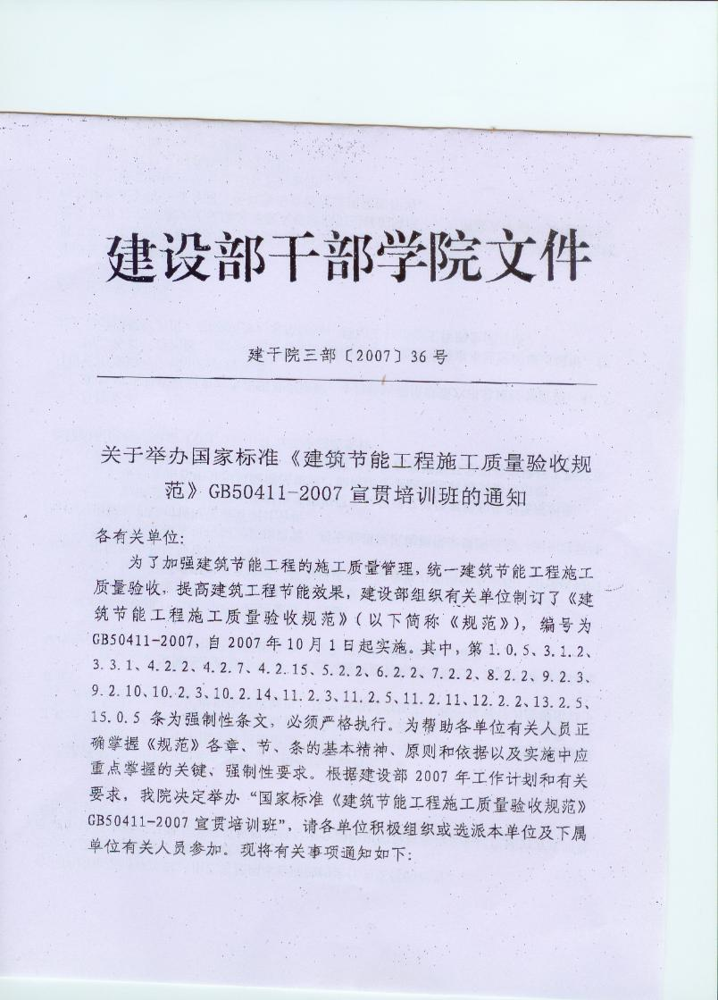 建设部干部学院文件
建干院三部〔2007〕36号
关于举办国家标准《建筑节能工程施工质量验收规
范》GB50411-2007宣贯培训班的通知
各有关单位:
为了加强建筑节能工程的施工质量管理,统一建筑节能工程施工
质量验收,提高建筑工程节能效果,建设部组织有关单位制订了《建
筑节能工程施工质量验收规范》(以下简称《规范》),编号为
GB50411-2007,自2007年10月1日起实施。其中,第1.0.5、3.1.2、
3.3.1、4.2.2、4.2.7、4.2.15、5.2.2、6.2.2、7.2.2、8.2.2、9.2.3、
9.2.10、10.2.3、10.2.14、11.2.3、11.2.5、11.2.11、12.2.2、13.2.5、
15.0.5 条为强制性条文,必须严格执行。为帮助各单位有关人员正
确掌握《规范》各章、节、条的基本精神、原则和依据以及实施中应
重点掌握的关键、强制性要求。根据建设部2007年工作计划和有关
要求,我院决定举办“国家标准《建筑节能工程施工质量验收规范》
GB50411-2007宣贯培训班”,请各单位积极组织或选派本单位及下属
单位有关人员参加。现将有关事项通知如下: